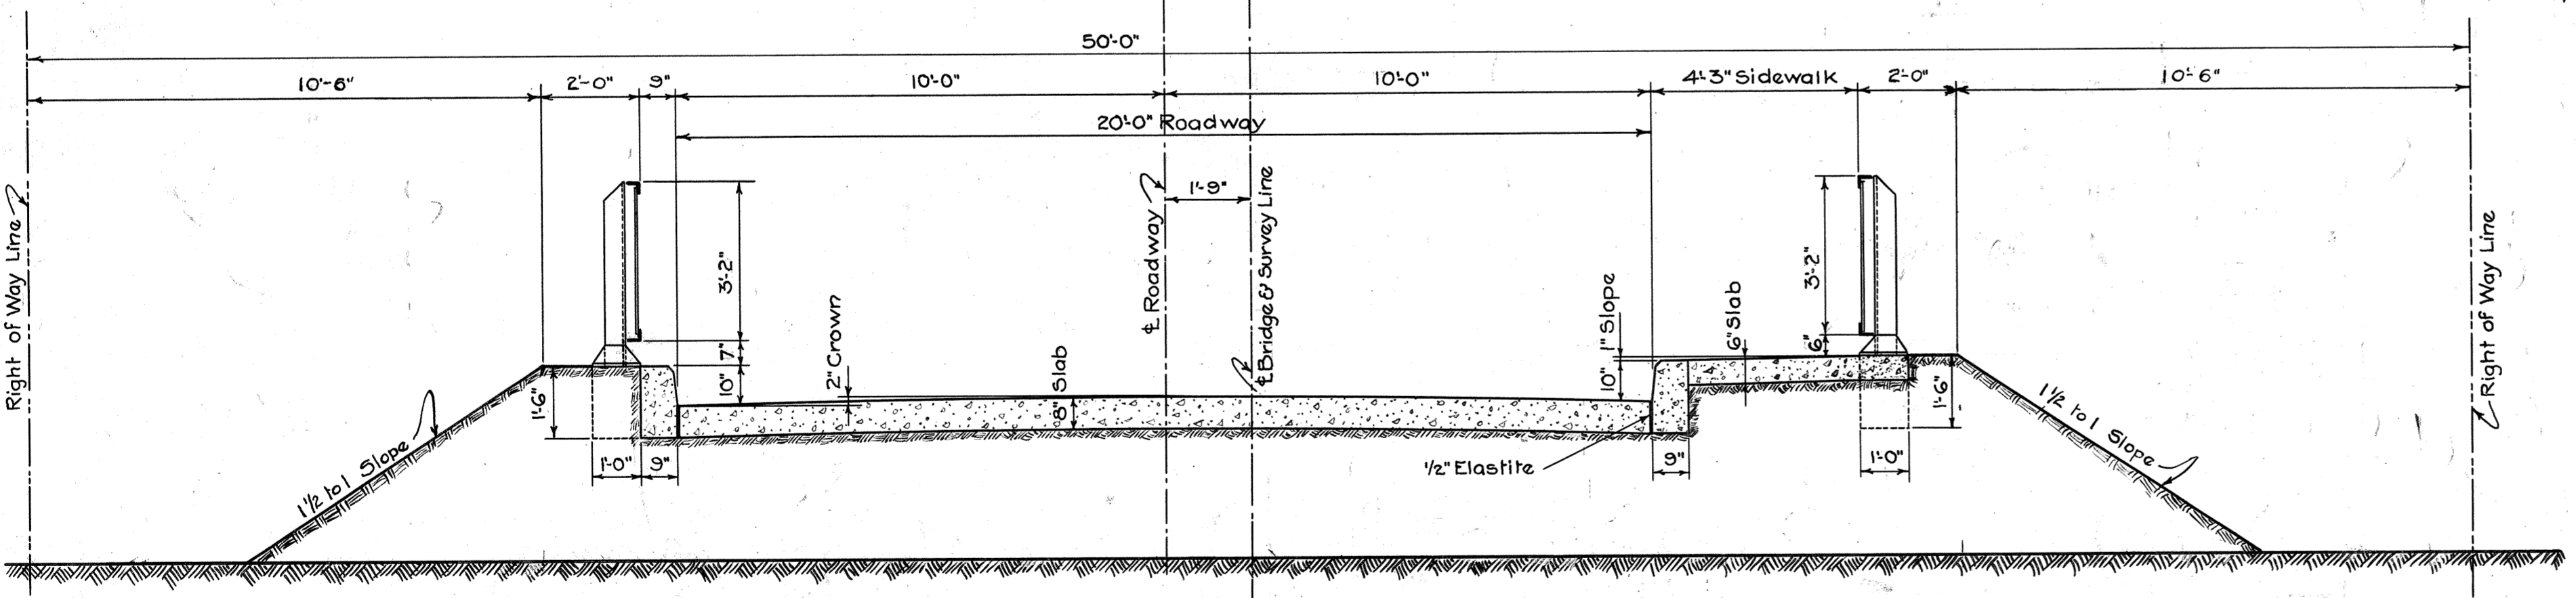 50'-0"
10'-6" 2'-0" 9" 10'-0" 10'-0" 4'-3" Sidewalk 2'-0" 10'-6"
20'-0" Roadway
1'-9"
Right of Way Line
3'-2"
7"
10"
1'-6"
1'-0" 9"
1½ to 1 Slope
2" Crown
8" Slab
℄ Roadway
℄ Bridge & Survey Line
1" Slope
10"
6" Slab
3'-2"
6"
1'-6"
½" Elastite
9"
1'-0"
1½ to 1 Slope
Right of Way Line